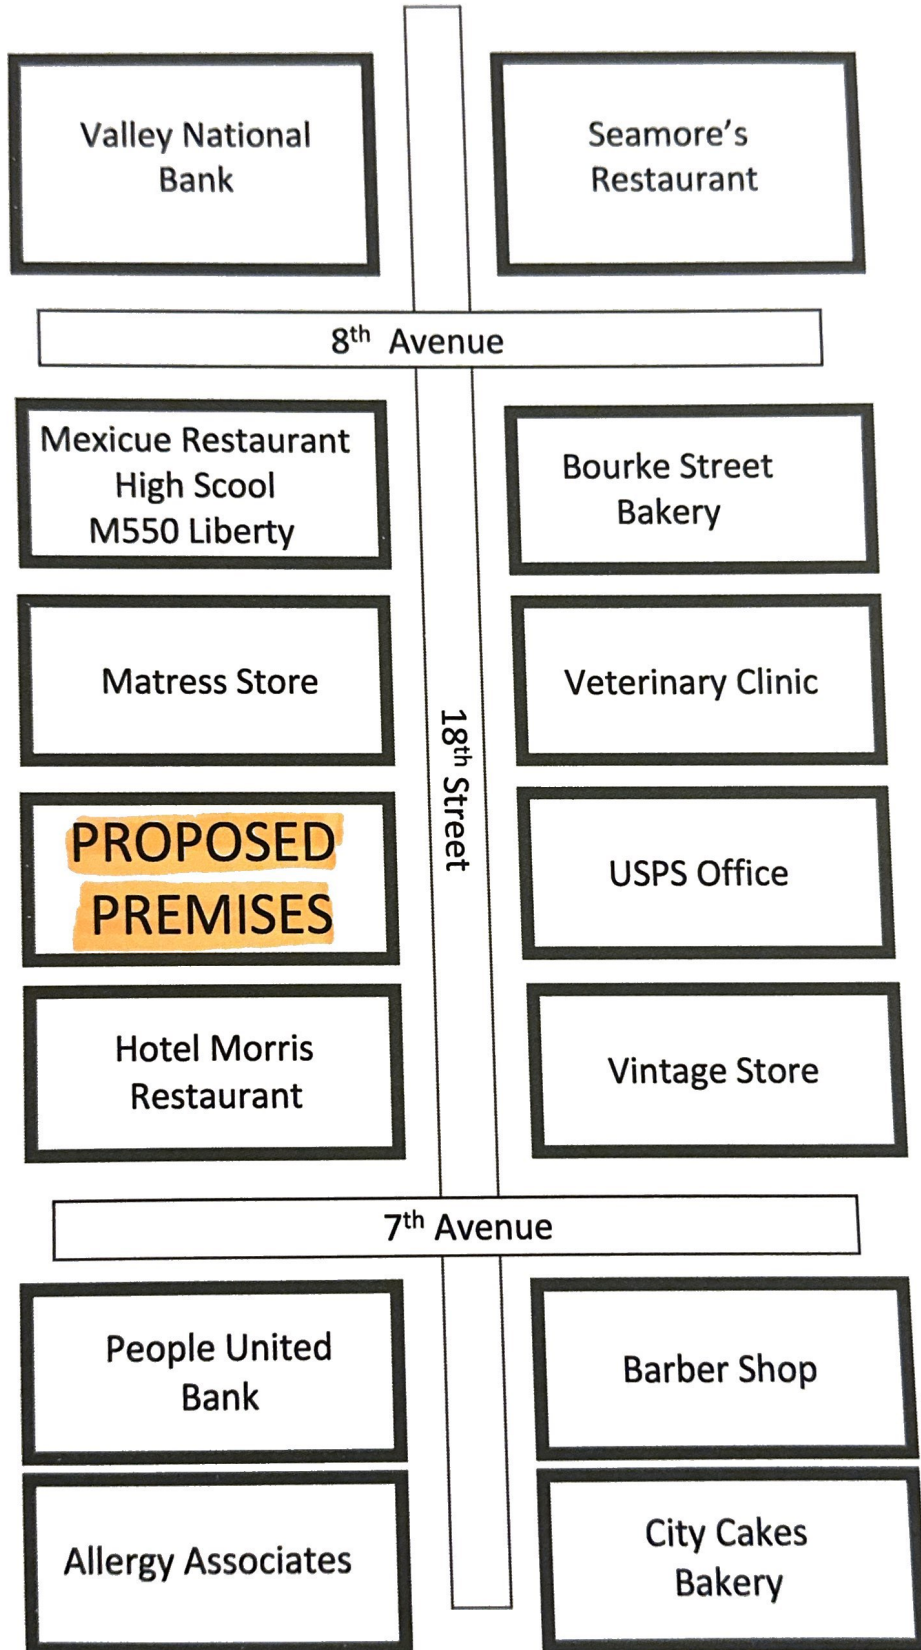 Valley National
Bank
Seamore's
Restaurant
8th Avenue
Mexicue Restaurant
High Scool
M550 Liberty
Bourke Street
Bakery
Matress Store
Veterinary Clinic
18th Street
PROPOSED
PREMISES
USPS Office
Hotel Morris
Restaurant
Vintage Store
7th Avenue
People United
Bank
Barber Shop
Allergy Associates
City Cakes
Bakery